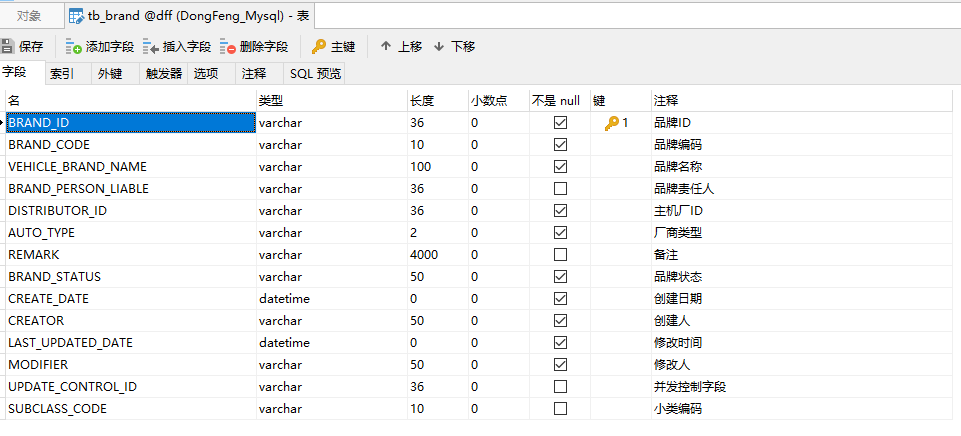 对象 tb_brand @dff (DongFeng_Mysql) - 表
保存 添加字段 插入字段 删除字段 主键 上移 下移
字段 索引 外键 触发器 选项 注释 SQL 预览
名 类型 长度 小数点 不是 null 键 注释
BRAND_ID varchar 36 0 1 品牌ID
BRAND_CODE varchar 10 0 品牌编码
VEHICLE_BRAND_NAME varchar 100 0 品牌名称
BRAND_PERSON_LIABLE varchar 36 0 品牌责任人
DISTRIBUTOR_ID varchar 36 0 主机厂ID
AUTO_TYPE varchar 2 0 厂商类型
REMARK varchar 4000 0 备注
BRAND_STATUS varchar 50 0 品牌状态
CREATE_DATE datetime 0 0 创建日期
CREATOR varchar 50 0 创建人
LAST_UPDATED_DATE datetime 0 0 修改时间
MODIFIER varchar 50 0 修改人
UPDATE_CONTROL_ID varchar 36 0 并发控制字段
SUBCLASS_CODE varchar 10 0 小类编码